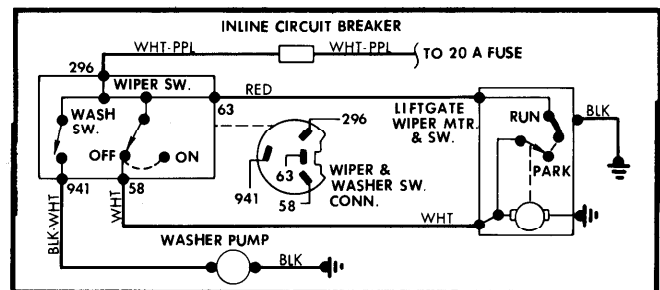 INLINE CIRCUIT BREAKER
WHT-PPL
WHT-PPL
TO 20 A FUSE
296
WIPER SW.
RED
63
LIFTGATE
WIPER MTR.
& SW.
RUN
BLK
WASH
SW.
296
OFF
ON
PARK
63
WIPER &
WASHER SW.
CONN.
941
58
941
58
BLK-WHT
WHT
WHT
WASHER PUMP
BLK